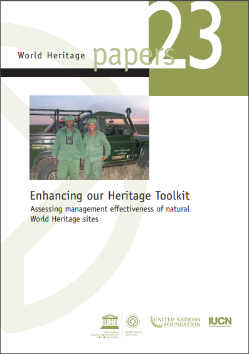 World Heritage papers 23
Enhancing our Heritage Toolkit
Assessing management effectiveness of natural
World Heritage sites
UNITED NATIONS
FOUNDATION
IUCN